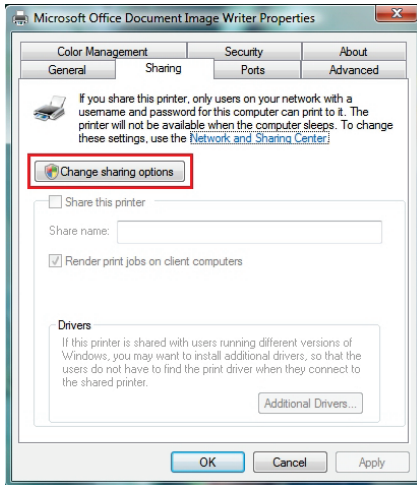 Microsoft Office Document Image Writer Properties
Color Management Security About
General Sharing Ports Advanced
If you share this printer, only users on your network with a
username and password for this computer can print to it. The
printer will not be available when the computer sleeps. To change
these settings, use the Network and Sharing Center.
Change sharing options
Share this printer
Share name:
Render print jobs on client computers
Drivers
If this printer is shared with users running different versions of
Windows, you may want to install additional drivers, so that the
users do not have to find the print driver when they connect to
the shared printer.
Additional Drivers...
OK Cancel Apply